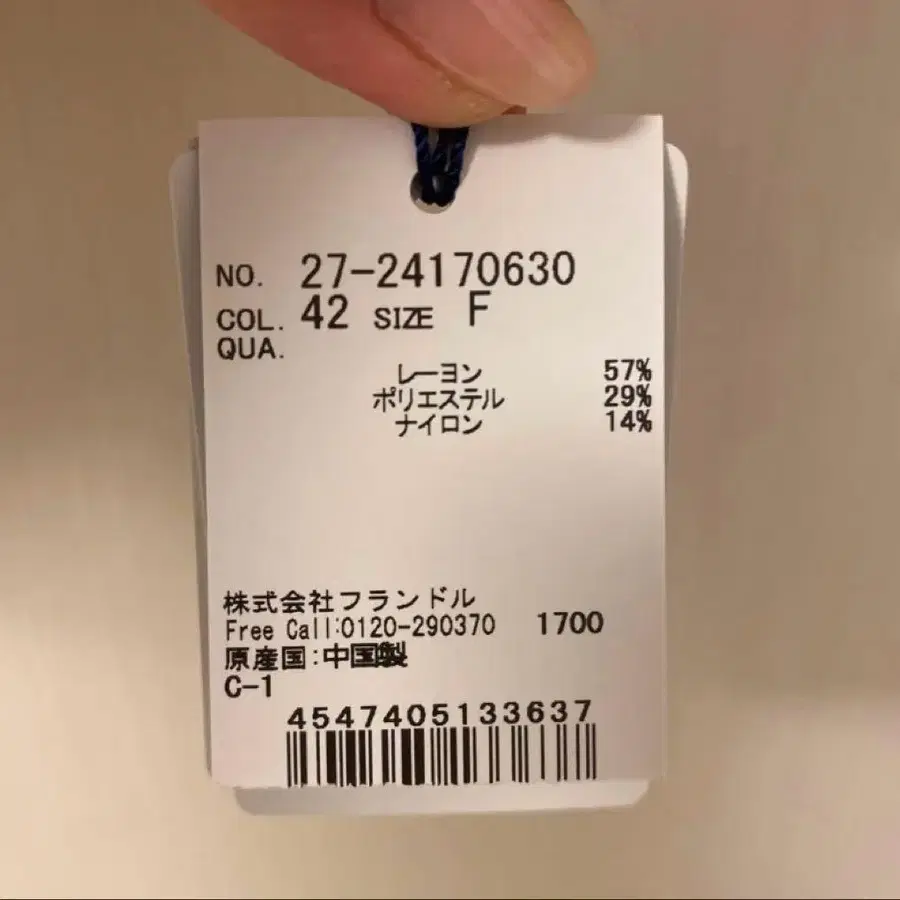 NO. 27-24170630
COL. 42 SIZE F
QUA.
レーヨン 57%
ポリエステル 29%
ナイロン 14%
株式会社フランドル
Free Call:0120-290370 1700
原産国:中国製
C-1
4547405133637